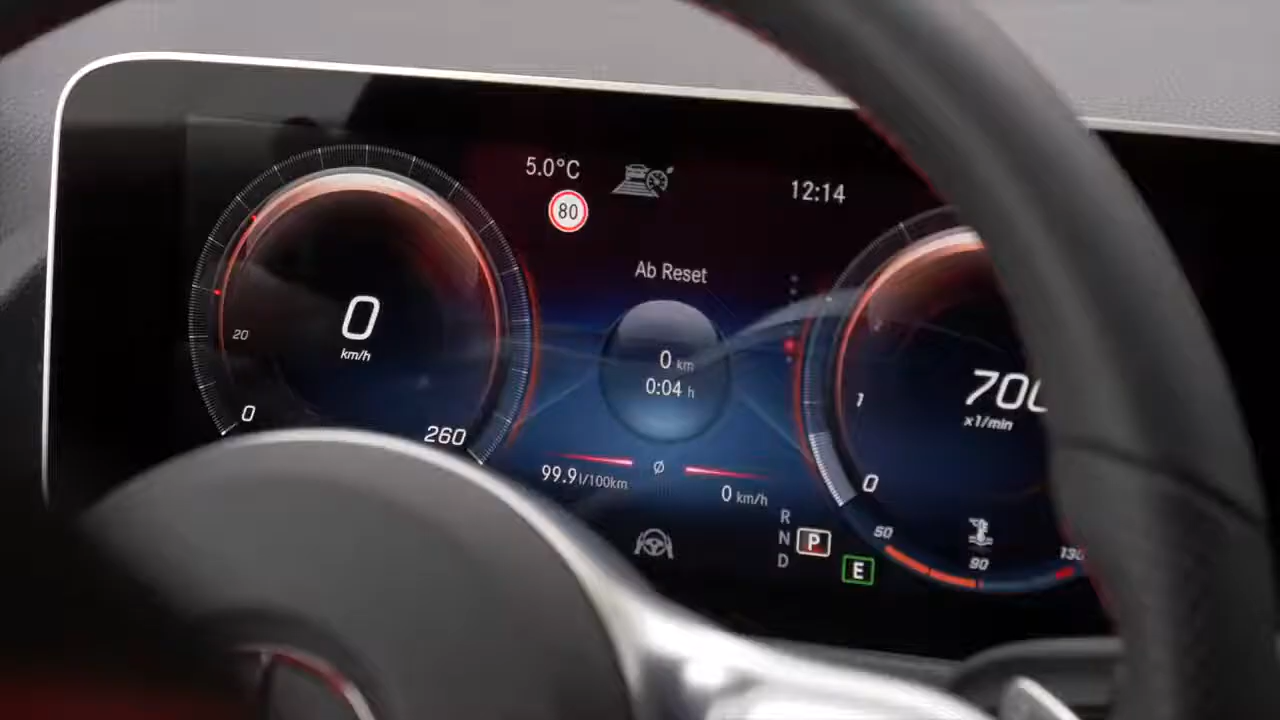 5.0°C
80
12:14
Ab Reset
0
km/h
20
0
260
0 km
0:04 h
99.9 l/100km
Ø
0 km/h
R
N
D
P
E
700
x1/min
1
0
50
90
130